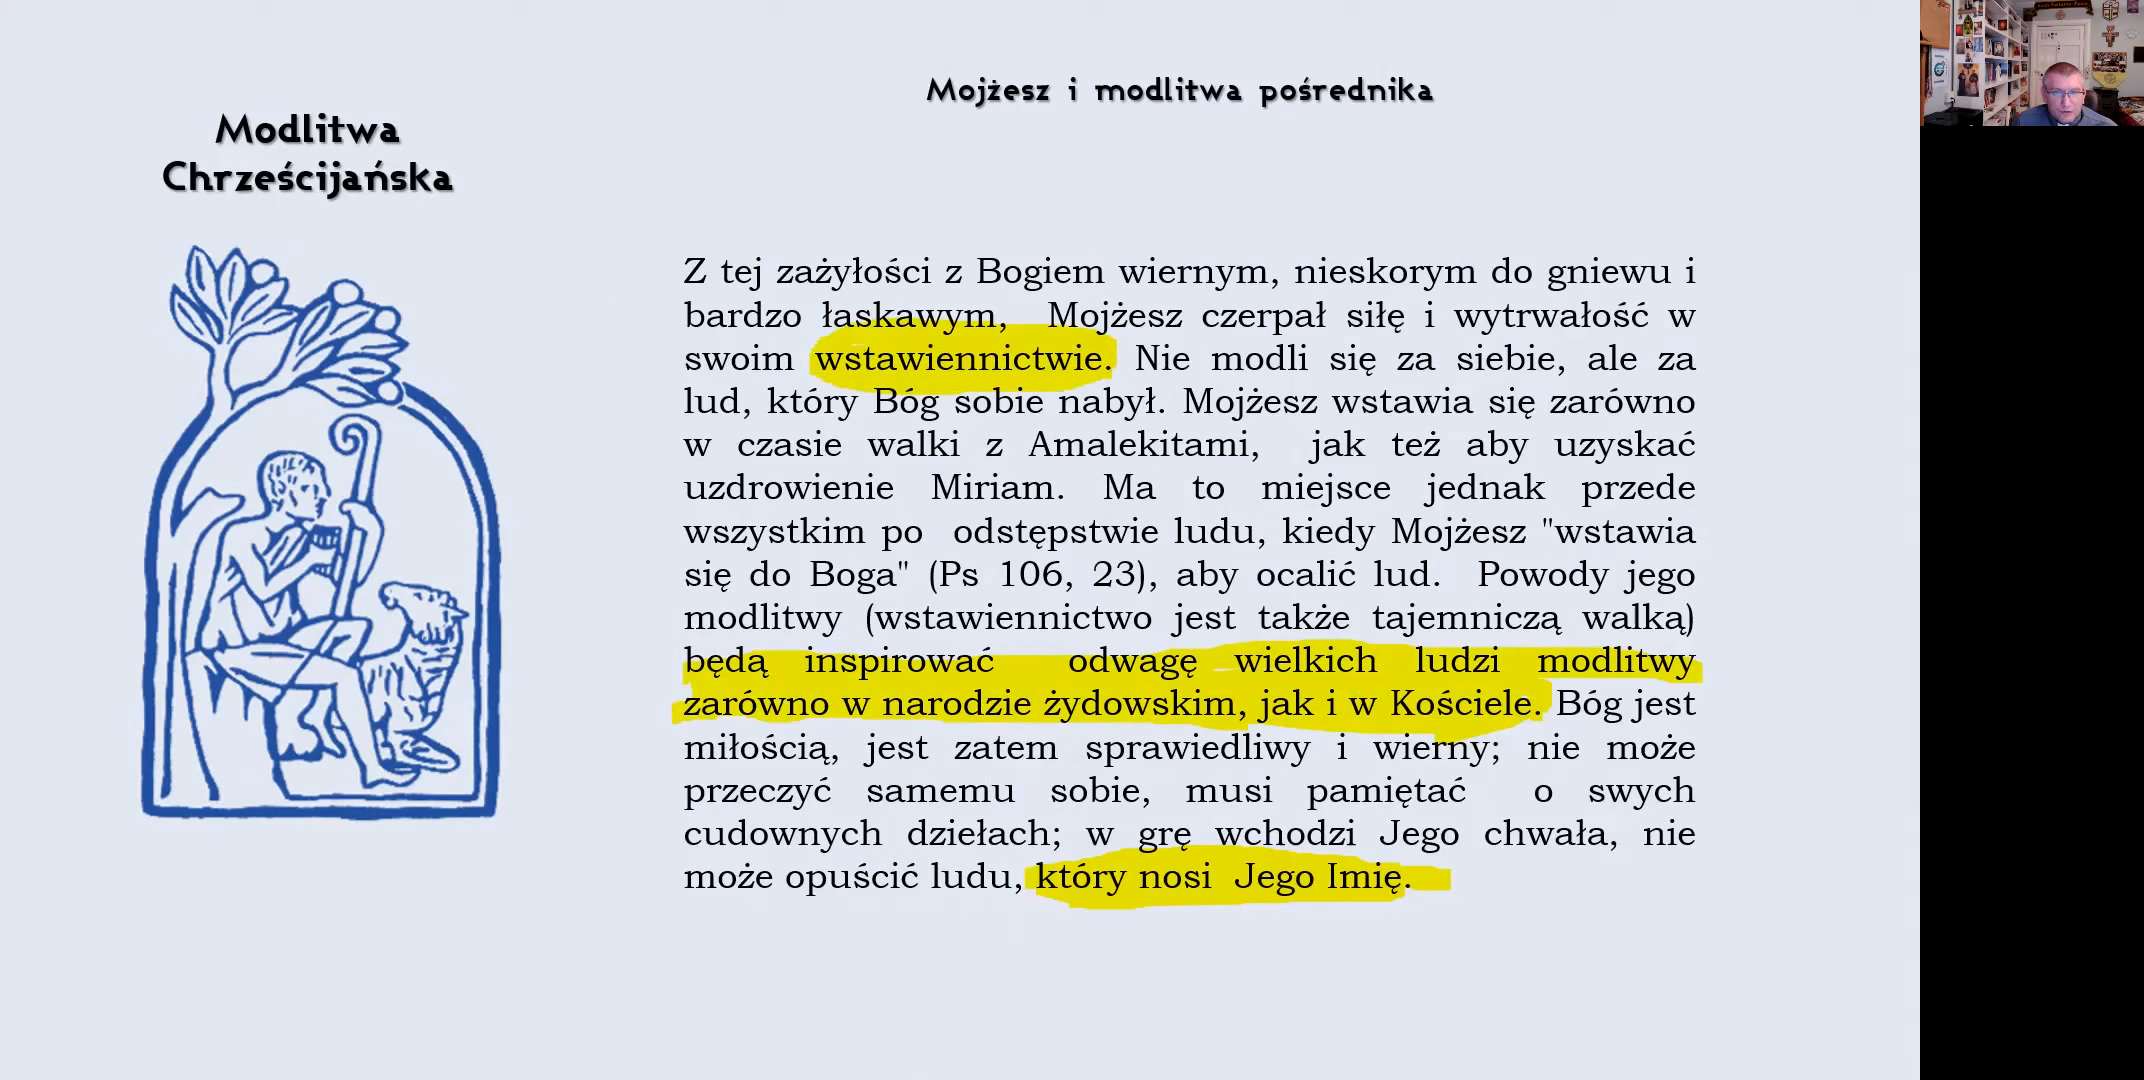 Modlitwa
Chrześcijańska
Mojżesz i modlitwa pośrednika
Z tej zażyłości z Bogiem wiernym, nieskorym do gniewu i
bardzo łaskawym, Mojżesz czerpał siłę i wytrwałość w
swoim wstawiennictwie. Nie modli się za siebie, ale za
lud, który Bóg sobie nabył. Mojżesz wstawia się zarówno
w czasie walki z Amalekitami, jak też aby uzyskać
uzdrowienie Miriam. Ma to miejsce jednak przede
wszystkim po odstępstwie ludu, kiedy Mojżesz "wstawia
się do Boga" (Ps 106, 23), aby ocalić lud. Powody jego
modlitwy (wstawiennictwo jest także tajemniczą walką)
będą inspirować odwagę wielkich ludzi modlitwy
zarówno w narodzie żydowskim, jak i w Kościele. Bóg jest
miłością, jest zatem sprawiedliwy i wierny; nie może
przeczyć samemu sobie, musi pamiętać o swych
cudownych dziełach; w grę wchodzi Jego chwała, nie
może opuścić ludu, który nosi Jego Imię.